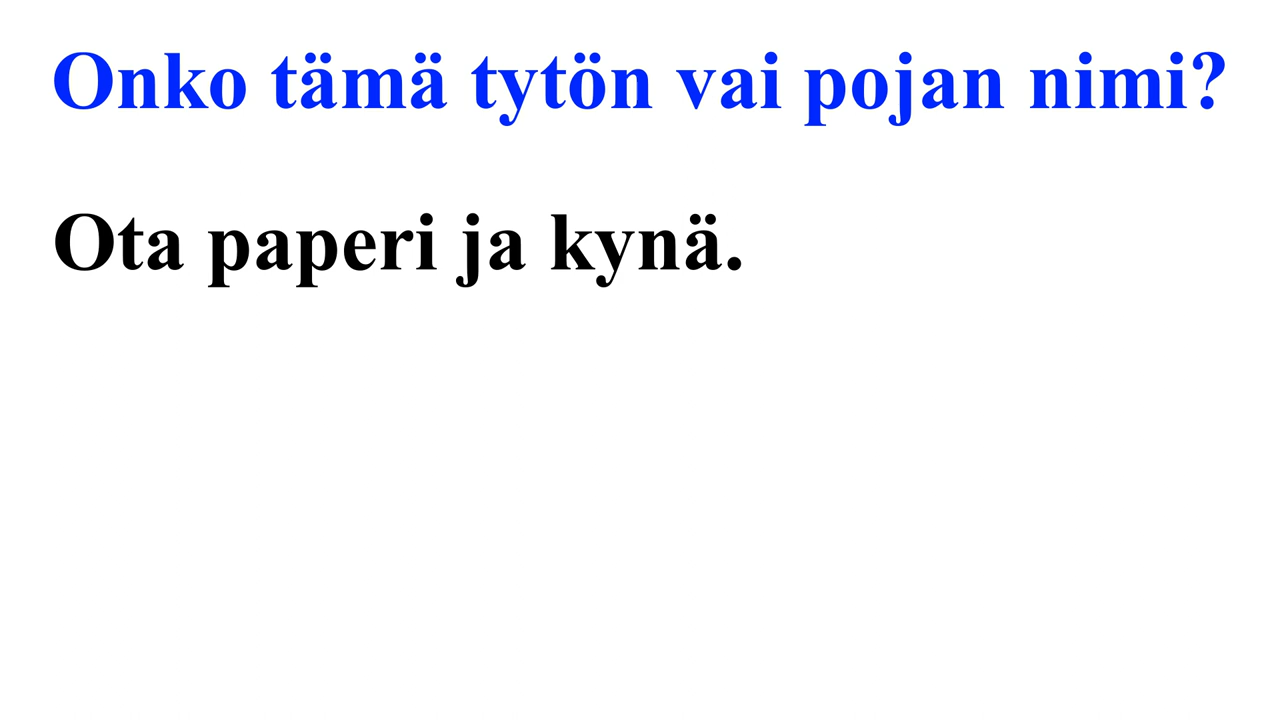 Onko tämä tytön vai pojan nimi?
Ota paperi ja kynä.